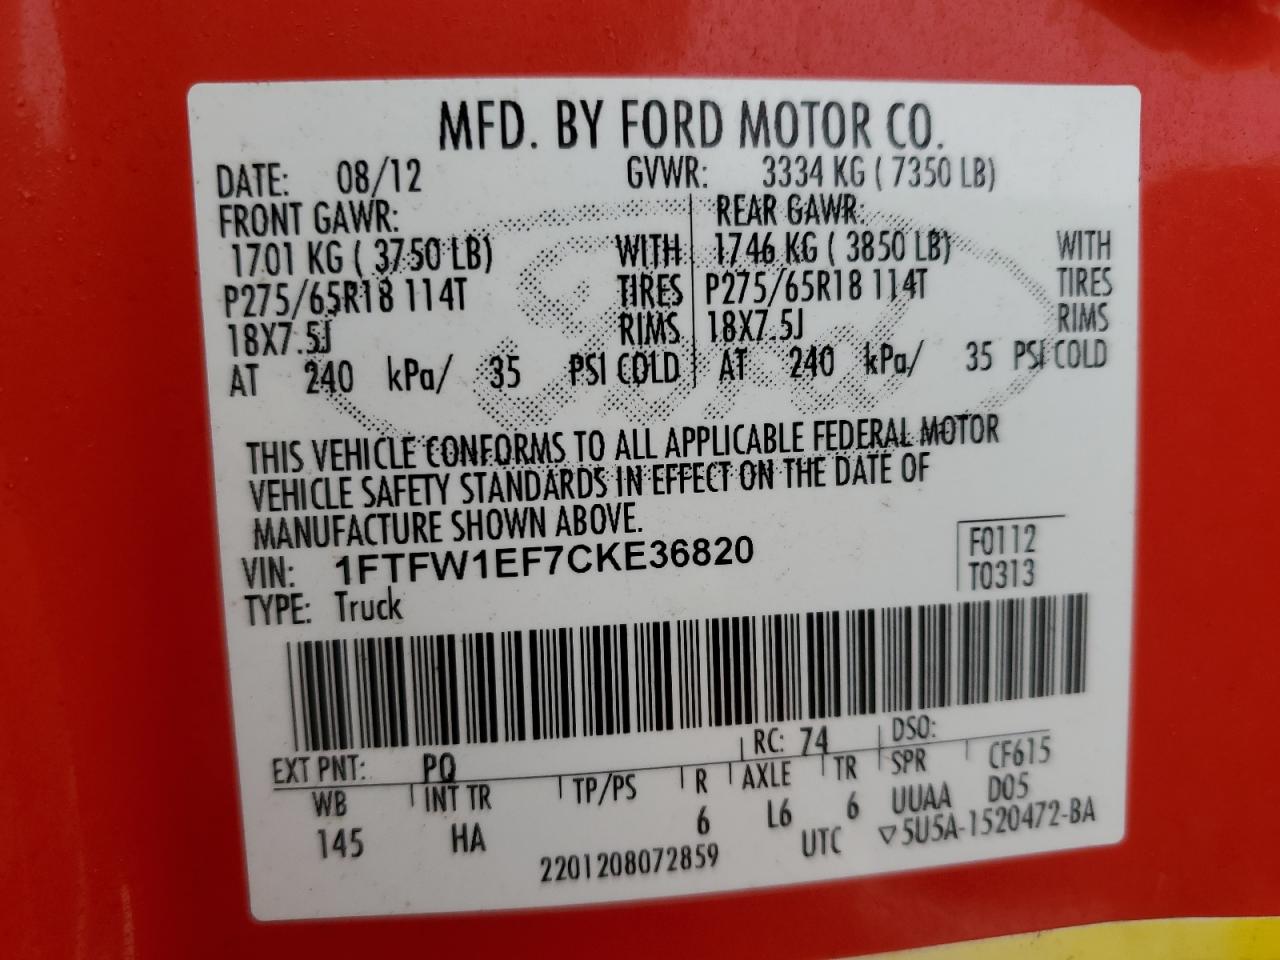 MFD. BY FORD MOTOR CO.
DATE: 08/12 GVWR: 3334 KG ( 7350 LB)
FRONT GAWR: REAR GAWR:
1701 KG ( 3750 LB) WITH 1746 KG ( 3850 LB) WITH
P275/65R18 114T TIRES P275/65R18 114T TIRES
18X7.5J RIMS 18X7.5J RIMS
AT 240 kPa/ 35 PSI COLD AT 240 kPa/ 35 PSI COLD
Ford
THIS VEHICLE CONFORMS TO ALL APPLICABLE FEDERAL MOTOR
VEHICLE SAFETY STANDARDS IN EFFECT ON THE DATE OF
MANUFACTURE SHOWN ABOVE.
VIN: 1FTFW1EF7CKE36820 F0112
TYPE: Truck T0313
EXT PNT: PQ RC: 74 DSO:
WB INT TR TP/PS R AXLE TR SPR CF615
145 HA 6 L6 6 UUAA D05
2201208072859 UTC ▽5U5A-1520472-BA